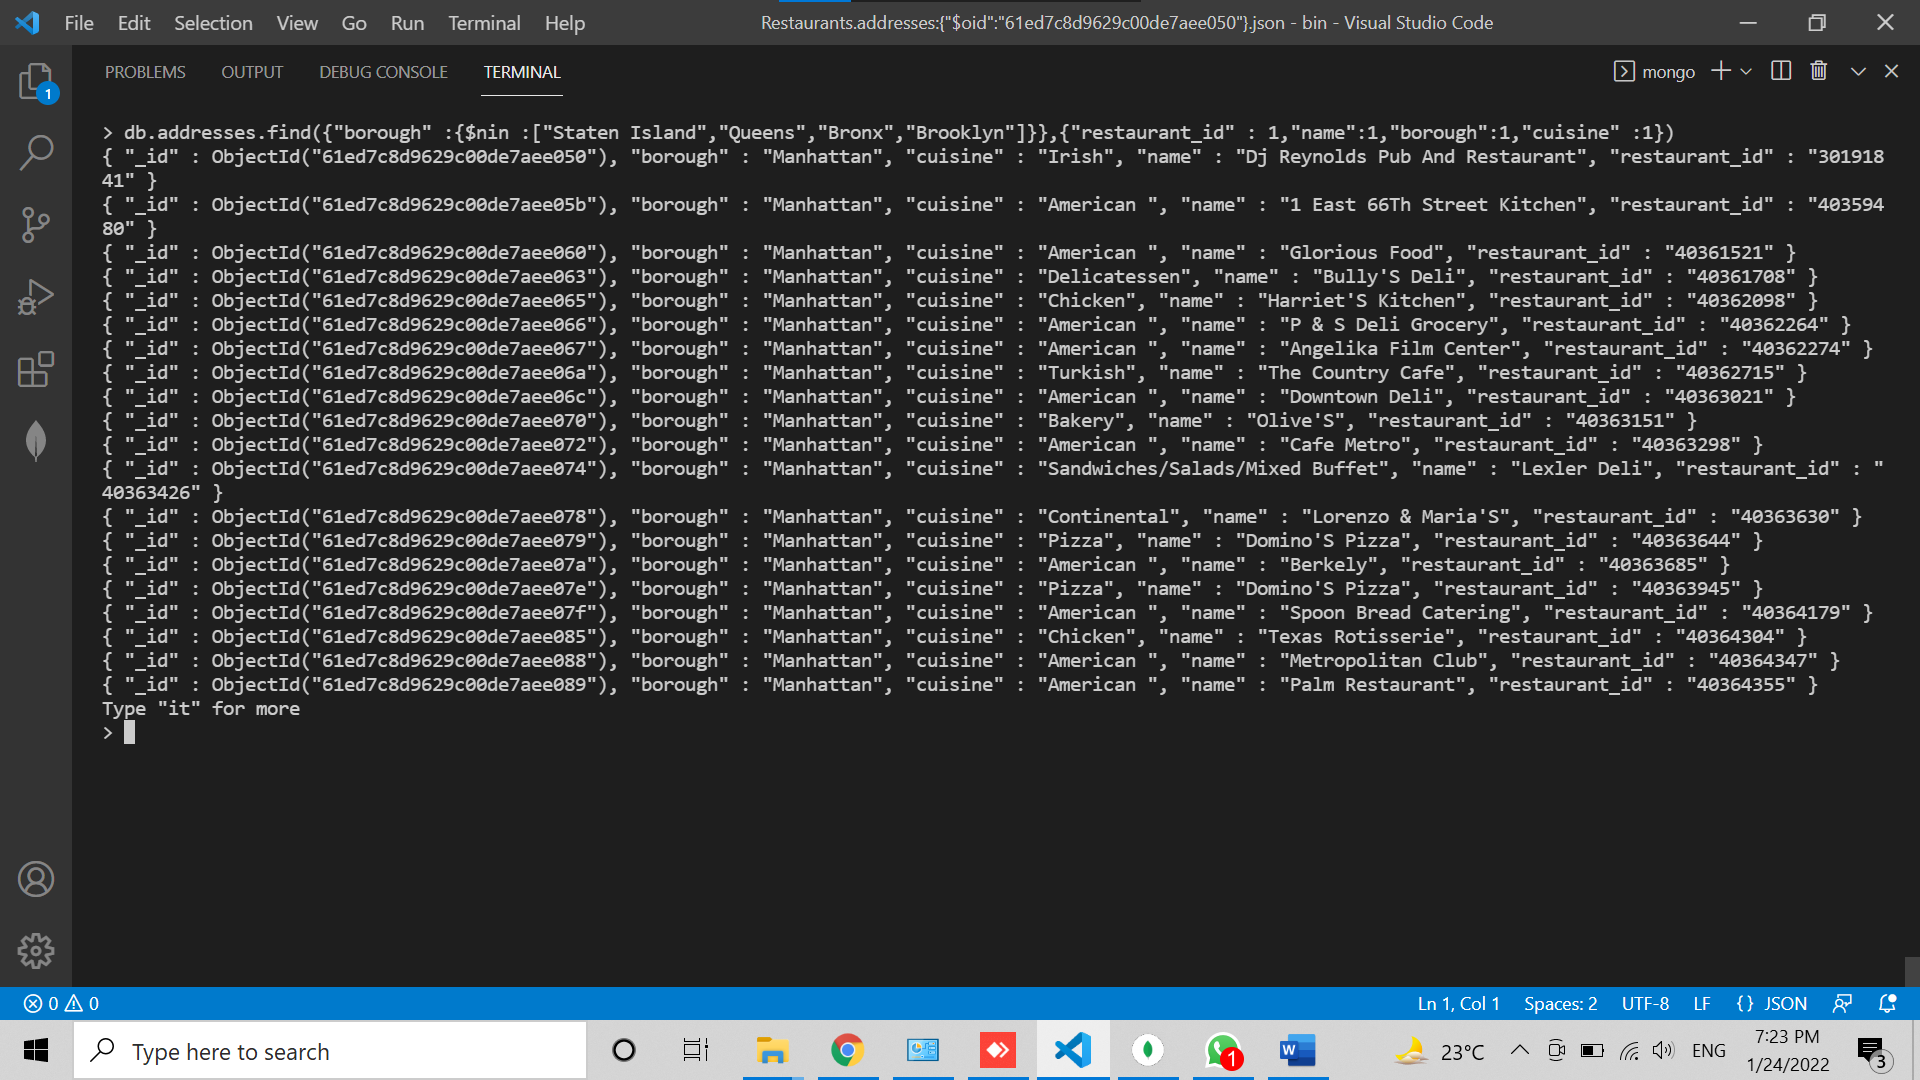 File Edit Selection View Go Run Terminal Help
Restaurants.addresses:{"$oid":"61ed7c8d9629c00de7aee050"}.json - bin - Visual Studio Code
PROBLEMS OUTPUT DEBUG CONSOLE TERMINAL
mongo
1
> db.addresses.find({"borough" :{$nin :["Staten Island","Queens","Bronx","Brooklyn"]}},{"restaurant_id" : 1,"name":1,"borough":1,"cuisine" :1})
{ "_id" : ObjectId("61ed7c8d9629c00de7aee050"), "borough" : "Manhattan", "cuisine" : "Irish", "name" : "Dj Reynolds Pub And Restaurant", "restaurant_id" : "301918
41" }
{ "_id" : ObjectId("61ed7c8d9629c00de7aee05b"), "borough" : "Manhattan", "cuisine" : "American ", "name" : "1 East 66Th Street Kitchen", "restaurant_id" : "403594
80" }
{ "_id" : ObjectId("61ed7c8d9629c00de7aee060"), "borough" : "Manhattan", "cuisine" : "American ", "name" : "Glorious Food", "restaurant_id" : "40361521" }
{ "_id" : ObjectId("61ed7c8d9629c00de7aee063"), "borough" : "Manhattan", "cuisine" : "Delicatessen", "name" : "Bully'S Deli", "restaurant_id" : "40361708" }
{ "_id" : ObjectId("61ed7c8d9629c00de7aee065"), "borough" : "Manhattan", "cuisine" : "Chicken", "name" : "Harriet'S Kitchen", "restaurant_id" : "40362098" }
{ "_id" : ObjectId("61ed7c8d9629c00de7aee066"), "borough" : "Manhattan", "cuisine" : "American ", "name" : "P & S Deli Grocery", "restaurant_id" : "40362264" }
{ "_id" : ObjectId("61ed7c8d9629c00de7aee067"), "borough" : "Manhattan", "cuisine" : "American ", "name" : "Angelika Film Center", "restaurant_id" : "40362274" }
{ "_id" : ObjectId("61ed7c8d9629c00de7aee06a"), "borough" : "Manhattan", "cuisine" : "Turkish", "name" : "The Country Cafe", "restaurant_id" : "40362715" }
{ "_id" : ObjectId("61ed7c8d9629c00de7aee06c"), "borough" : "Manhattan", "cuisine" : "American ", "name" : "Downtown Deli", "restaurant_id" : "40363021" }
{ "_id" : ObjectId("61ed7c8d9629c00de7aee070"), "borough" : "Manhattan", "cuisine" : "Bakery", "name" : "Olive'S", "restaurant_id" : "40363151" }
{ "_id" : ObjectId("61ed7c8d9629c00de7aee072"), "borough" : "Manhattan", "cuisine" : "American ", "name" : "Cafe Metro", "restaurant_id" : "40363298" }
{ "_id" : ObjectId("61ed7c8d9629c00de7aee074"), "borough" : "Manhattan", "cuisine" : "Sandwiches/Salads/Mixed Buffet", "name" : "Lexler Deli", "restaurant_id" : "
40363426" }
{ "_id" : ObjectId("61ed7c8d9629c00de7aee078"), "borough" : "Manhattan", "cuisine" : "Continental", "name" : "Lorenzo & Maria'S", "restaurant_id" : "40363630" }
{ "_id" : ObjectId("61ed7c8d9629c00de7aee079"), "borough" : "Manhattan", "cuisine" : "Pizza", "name" : "Domino'S Pizza", "restaurant_id" : "40363644" }
{ "_id" : ObjectId("61ed7c8d9629c00de7aee07a"), "borough" : "Manhattan", "cuisine" : "American ", "name" : "Berkely", "restaurant_id" : "40363685" }
{ "_id" : ObjectId("61ed7c8d9629c00de7aee07e"), "borough" : "Manhattan", "cuisine" : "Pizza", "name" : "Domino'S Pizza", "restaurant_id" : "40363945" }
{ "_id" : ObjectId("61ed7c8d9629c00de7aee07f"), "borough" : "Manhattan", "cuisine" : "American ", "name" : "Spoon Bread Catering", "restaurant_id" : "40364179" }
{ "_id" : ObjectId("61ed7c8d9629c00de7aee085"), "borough" : "Manhattan", "cuisine" : "Chicken", "name" : "Texas Rotisserie", "restaurant_id" : "40364304" }
{ "_id" : ObjectId("61ed7c8d9629c00de7aee088"), "borough" : "Manhattan", "cuisine" : "American ", "name" : "Metropolitan Club", "restaurant_id" : "40364347" }
{ "_id" : ObjectId("61ed7c8d9629c00de7aee089"), "borough" : "Manhattan", "cuisine" : "American ", "name" : "Palm Restaurant", "restaurant_id" : "40364355" }
Type "it" for more
>
0 0 Ln 1, Col 1 Spaces: 2 UTF-8 LF {} JSON
Type here to search
W
1
23°C
ENG
7:23 PM
1/24/2022
3